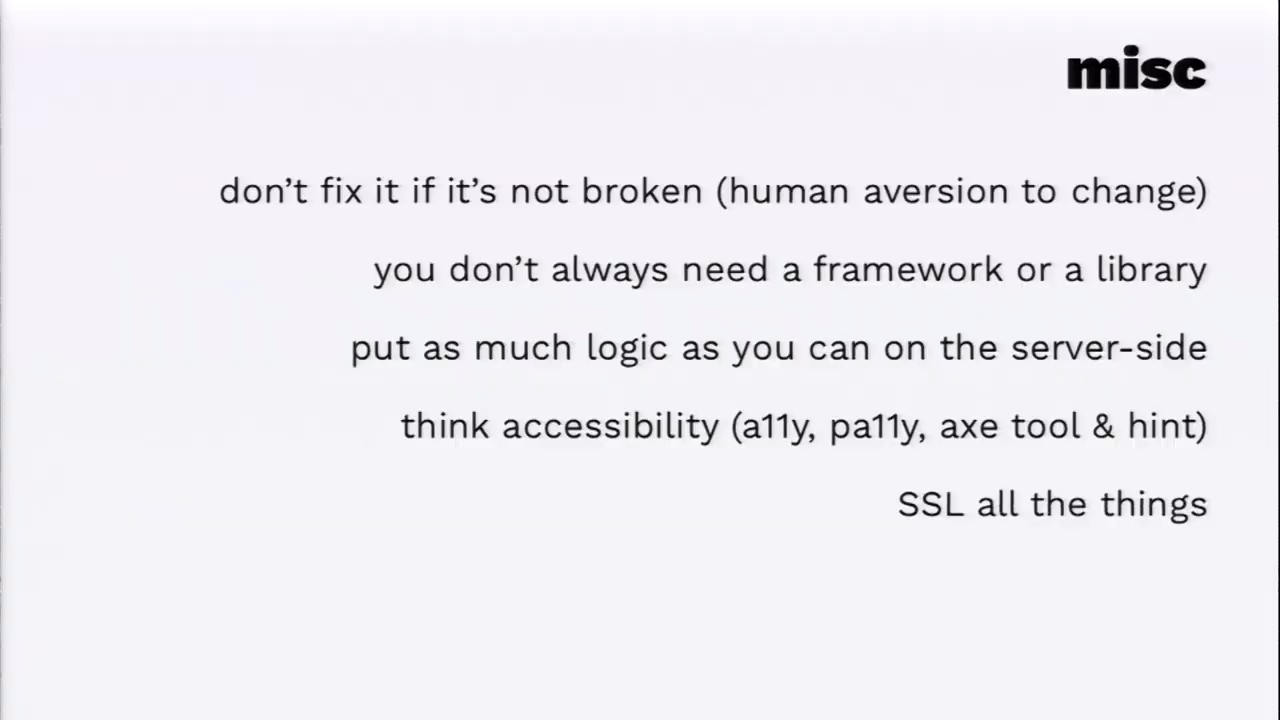 misc
don’t fix it if it’s not broken (human aversion to change)
you don’t always need a framework or a library
put as much logic as you can on the server-side
think accessibility (a11y, pa11y, axe tool & hint)
SSL all the things